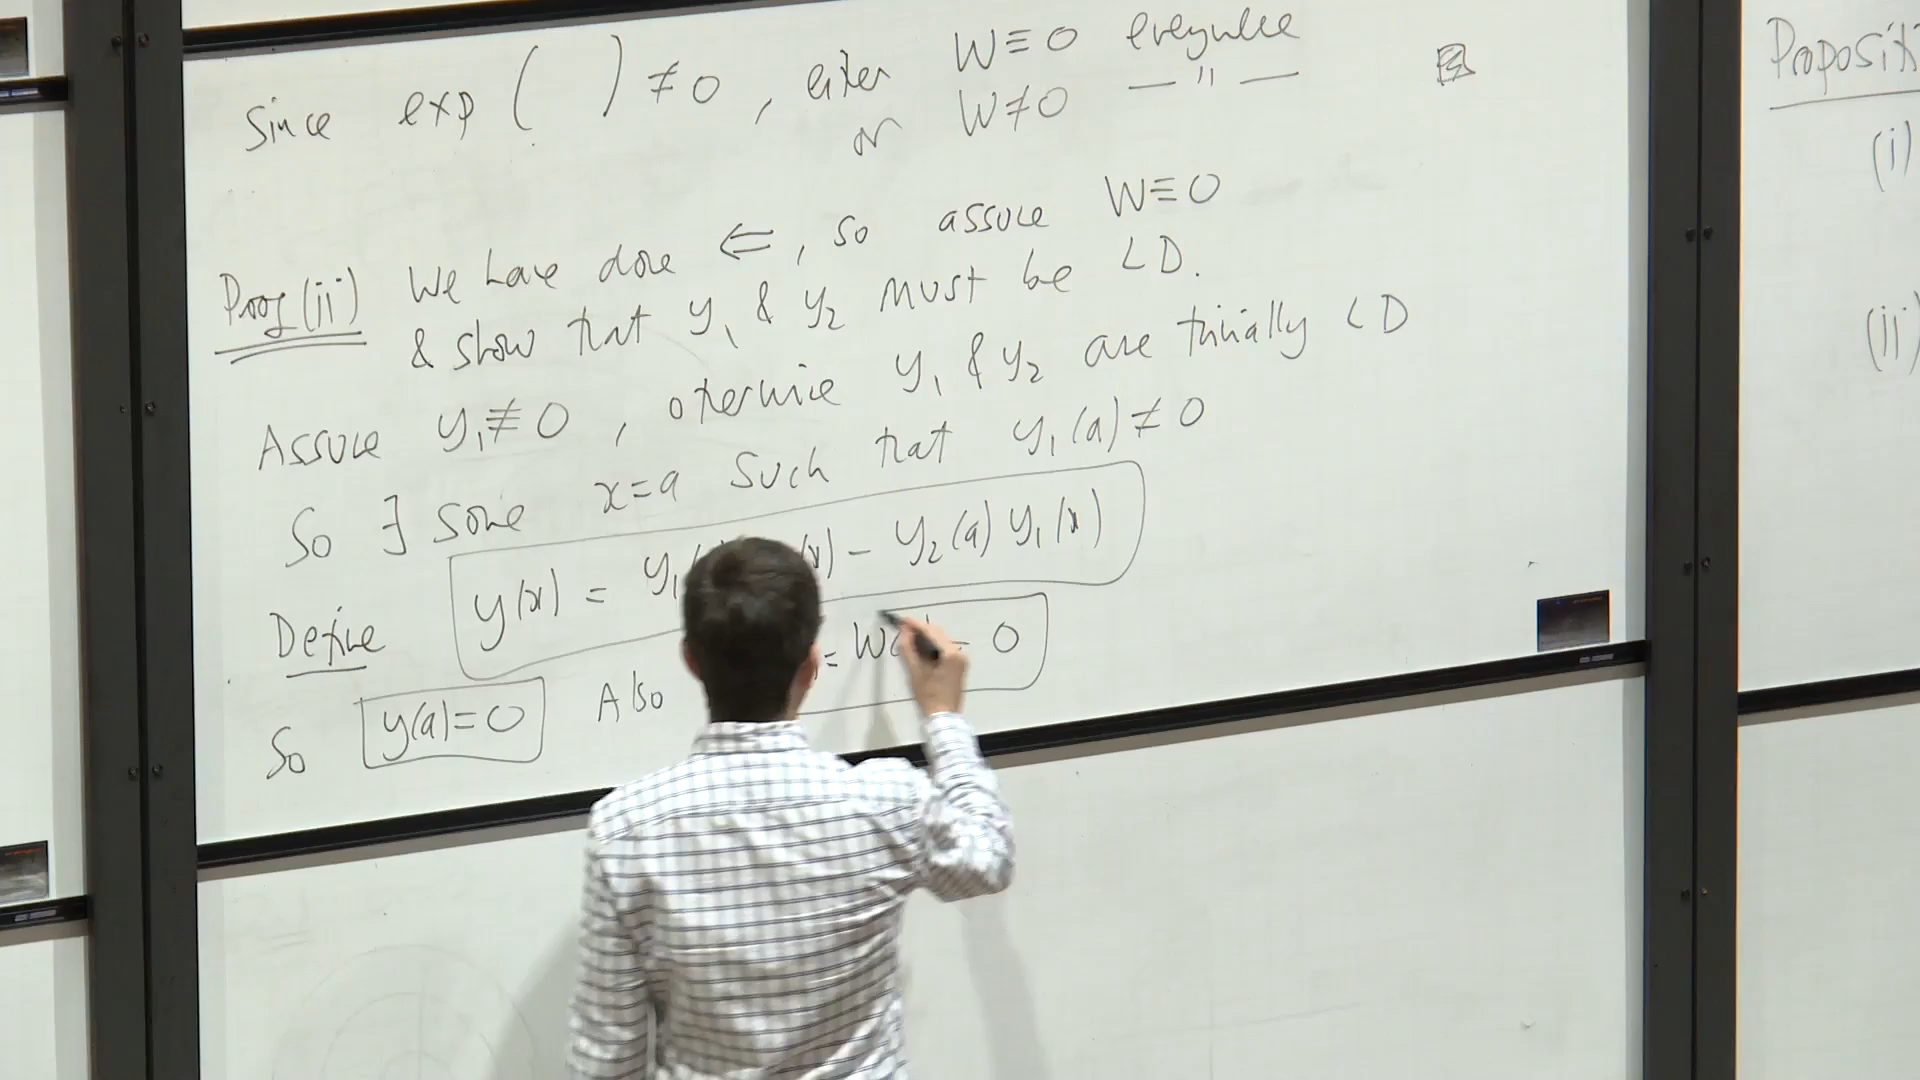 Since exp ( ) ≠ 0, either W ≡ 0 everywhere
or W ≠ 0 — " —
Proof (ii) We have done ⇐, so assume W ≡ 0
& show that y₁ & y₂ must be LD.
Assume y₁ ≢ 0, otherwise y₁ & y₂ are trivially LD
So ∃ some x=a such that y₁(a) ≠ 0
Define y(x) = y₁ (x) − y₂(a) y₁(x)
So y(a)=0 Also = W = 0
Proposit
(i)
(ii)